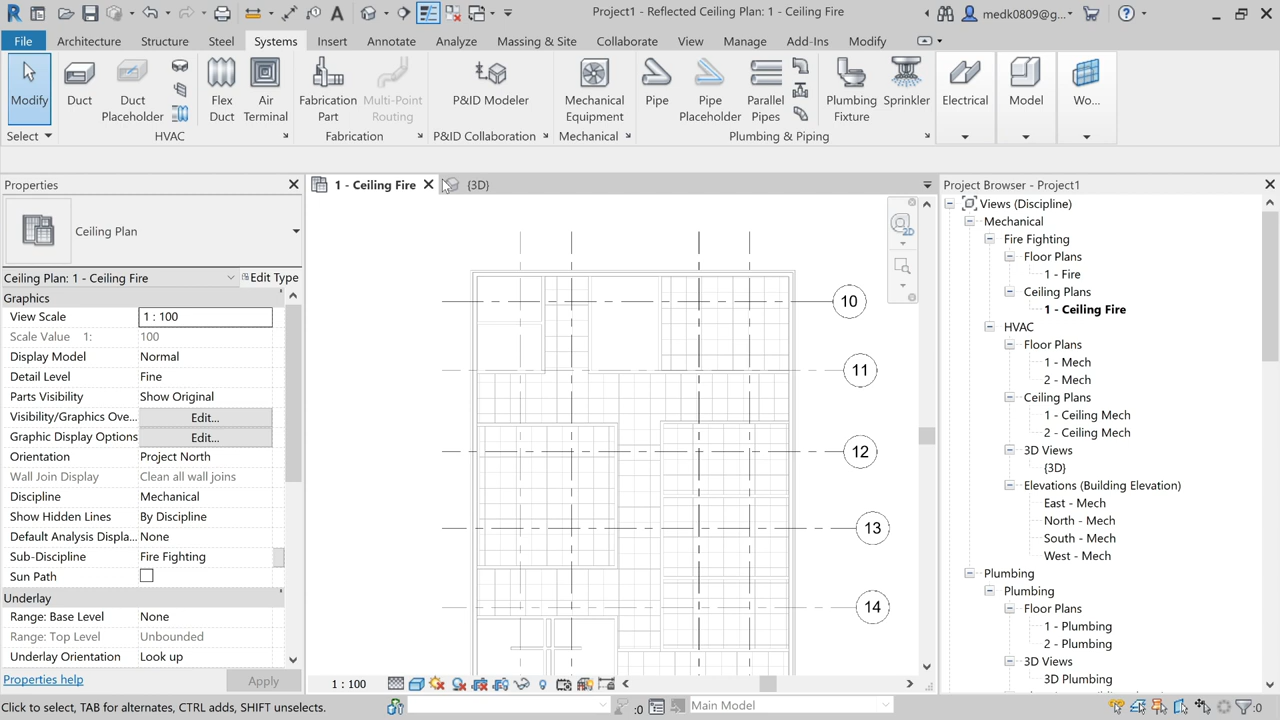 Project1 - Reflected Ceiling Plan: 1 - Ceiling Fire
medk0809@g...
File Architecture Structure Steel Systems Insert Annotate Analyze Massing & Site Collaborate View Manage Add-Ins Modify
Modify
Duct
Duct Placeholder
Flex Duct
Air Terminal
Fabrication Part
Multi-Point Routing
P&ID Modeler
Mechanical Equipment
Pipe
Pipe Placeholder
Parallel Pipes
Plumbing Fixture
Sprinkler
Electrical
Model
Wo...
Select HVAC Fabrication P&ID Collaboration Mechanical Plumbing & Piping
Properties
Ceiling Plan
Ceiling Plan: 1 - Ceiling Fire Edit Type
Graphics
View Scale 1 : 100
Scale Value 1: 100
Display Model Normal
Detail Level Fine
Parts Visibility Show Original
Visibility/Graphics Ove... Edit...
Graphic Display Options Edit...
Orientation Project North
Wall Join Display Clean all wall joins
Discipline Mechanical
Show Hidden Lines By Discipline
Default Analysis Displa... None
Sub-Discipline Fire Fighting
Sun Path
Underlay
Range: Base Level None
Range: Top Level Unbounded
Underlay Orientation Look up
Properties help Apply
1 - Ceiling Fire {3D}
2D
10
11
12
13
14
1 : 100
Project Browser - Project1
Views (Discipline)
Mechanical
Fire Fighting
Floor Plans
1 - Fire
Ceiling Plans
1 - Ceiling Fire
HVAC
Floor Plans
1 - Mech
2 - Mech
Ceiling Plans
1 - Ceiling Mech
2 - Ceiling Mech
3D Views
{3D}
Elevations (Building Elevation)
East - Mech
North - Mech
South - Mech
West - Mech
Plumbing
Plumbing
Floor Plans
1 - Plumbing
2 - Plumbing
3D Views
3D Plumbing
Click to select, TAB for alternates, CTRL adds, SHIFT unselects.
:0 Main Model :0